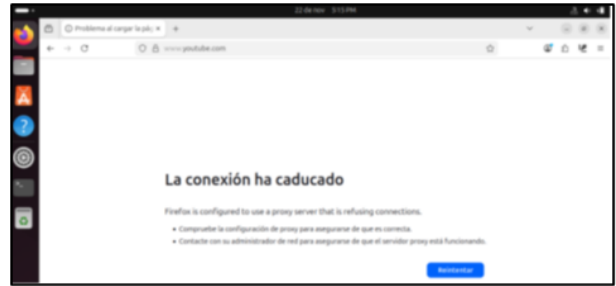 22 de nov 5:15 PM
Problema al cargar la pág
www.youtube.com
La conexión ha caducado
Firefox is configured to use a proxy server that is refusing connections.
• Compruebe la configuración de proxy para asegurarse de que es correcta.
• Contacte con su administrador de red para asegurarse de que el servidor proxy está funcionando.
Reintentar